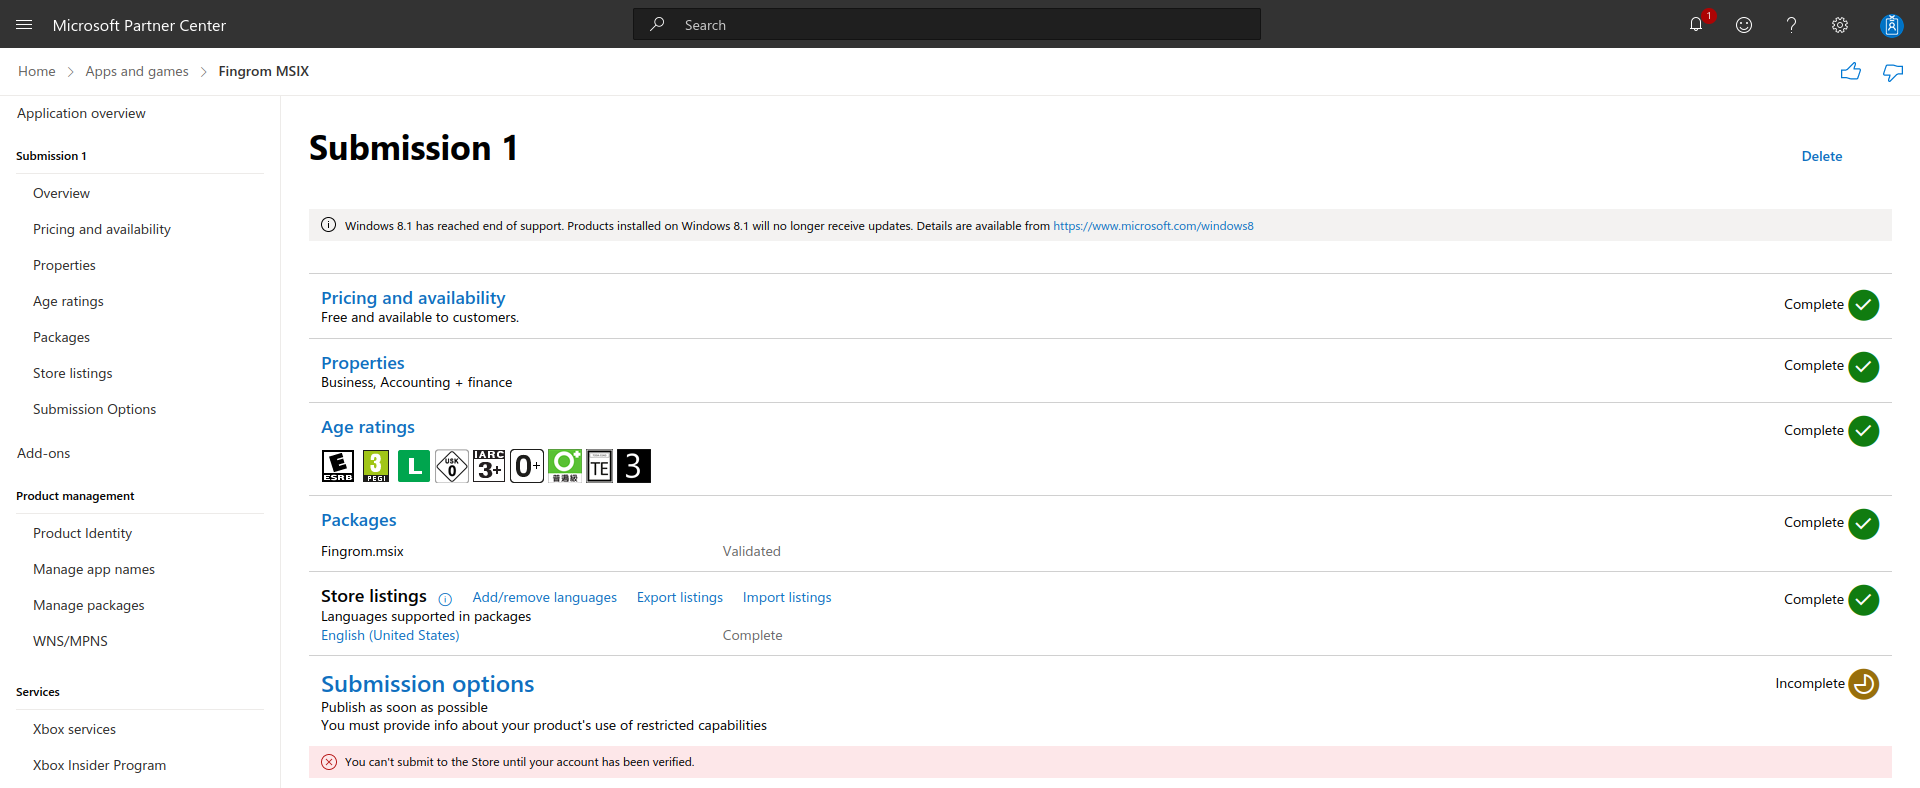 Microsoft Partner Center
Search
1
Home
Apps and games
Fingrom MSIX
Application overview
Submission 1
Overview
Pricing and availability
Properties
Age ratings
Packages
Store listings
Submission Options
Add-ons
Product management
Product Identity
Manage app names
Manage packages
WNS/MPNS
Services
Xbox services
Xbox Insider Program
Submission 1
Delete
Windows 8.1 has reached end of support. Products installed on Windows 8.1 will no longer receive updates. Details are available from https://www.microsoft.com/windows8
Pricing and availability
Complete
Free and available to customers.
Properties
Complete
Business, Accounting + finance
Age ratings
Complete
E ESRB
3 PEGI
L
USK 0
IARC 3+
0+
普遍級
TE
3
Packages
Complete
Fingrom.msix Validated
Store listings Add/remove languages Export listings Import listings
Complete
Languages supported in packages
English (United States) Complete
Submission options
Incomplete
Publish as soon as possible
You must provide info about your product's use of restricted capabilities
You can't submit to the Store until your account has been verified.